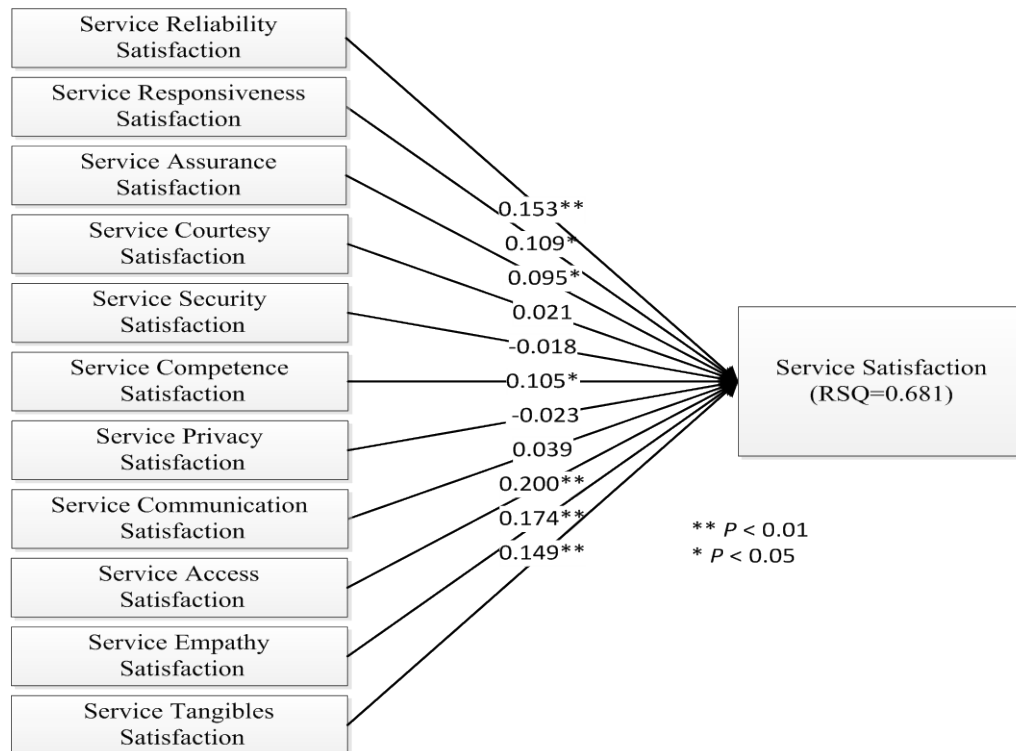 Service Reliability
Satisfaction
Service Responsiveness
Satisfaction
Service Assurance
Satisfaction
Service Courtesy
Satisfaction
Service Security
Satisfaction
Service Competence
Satisfaction
Service Privacy
Satisfaction
Service Communication
Satisfaction
Service Access
Satisfaction
Service Empathy
Satisfaction
Service Tangibles
Satisfaction
0.153**
0.109*
0.095*
0.021
-0.018
0.105*
-0.023
0.039
0.200**
0.174**
0.149**
Service Satisfaction
(RSQ=0.681)
** P < 0.01
* P < 0.05